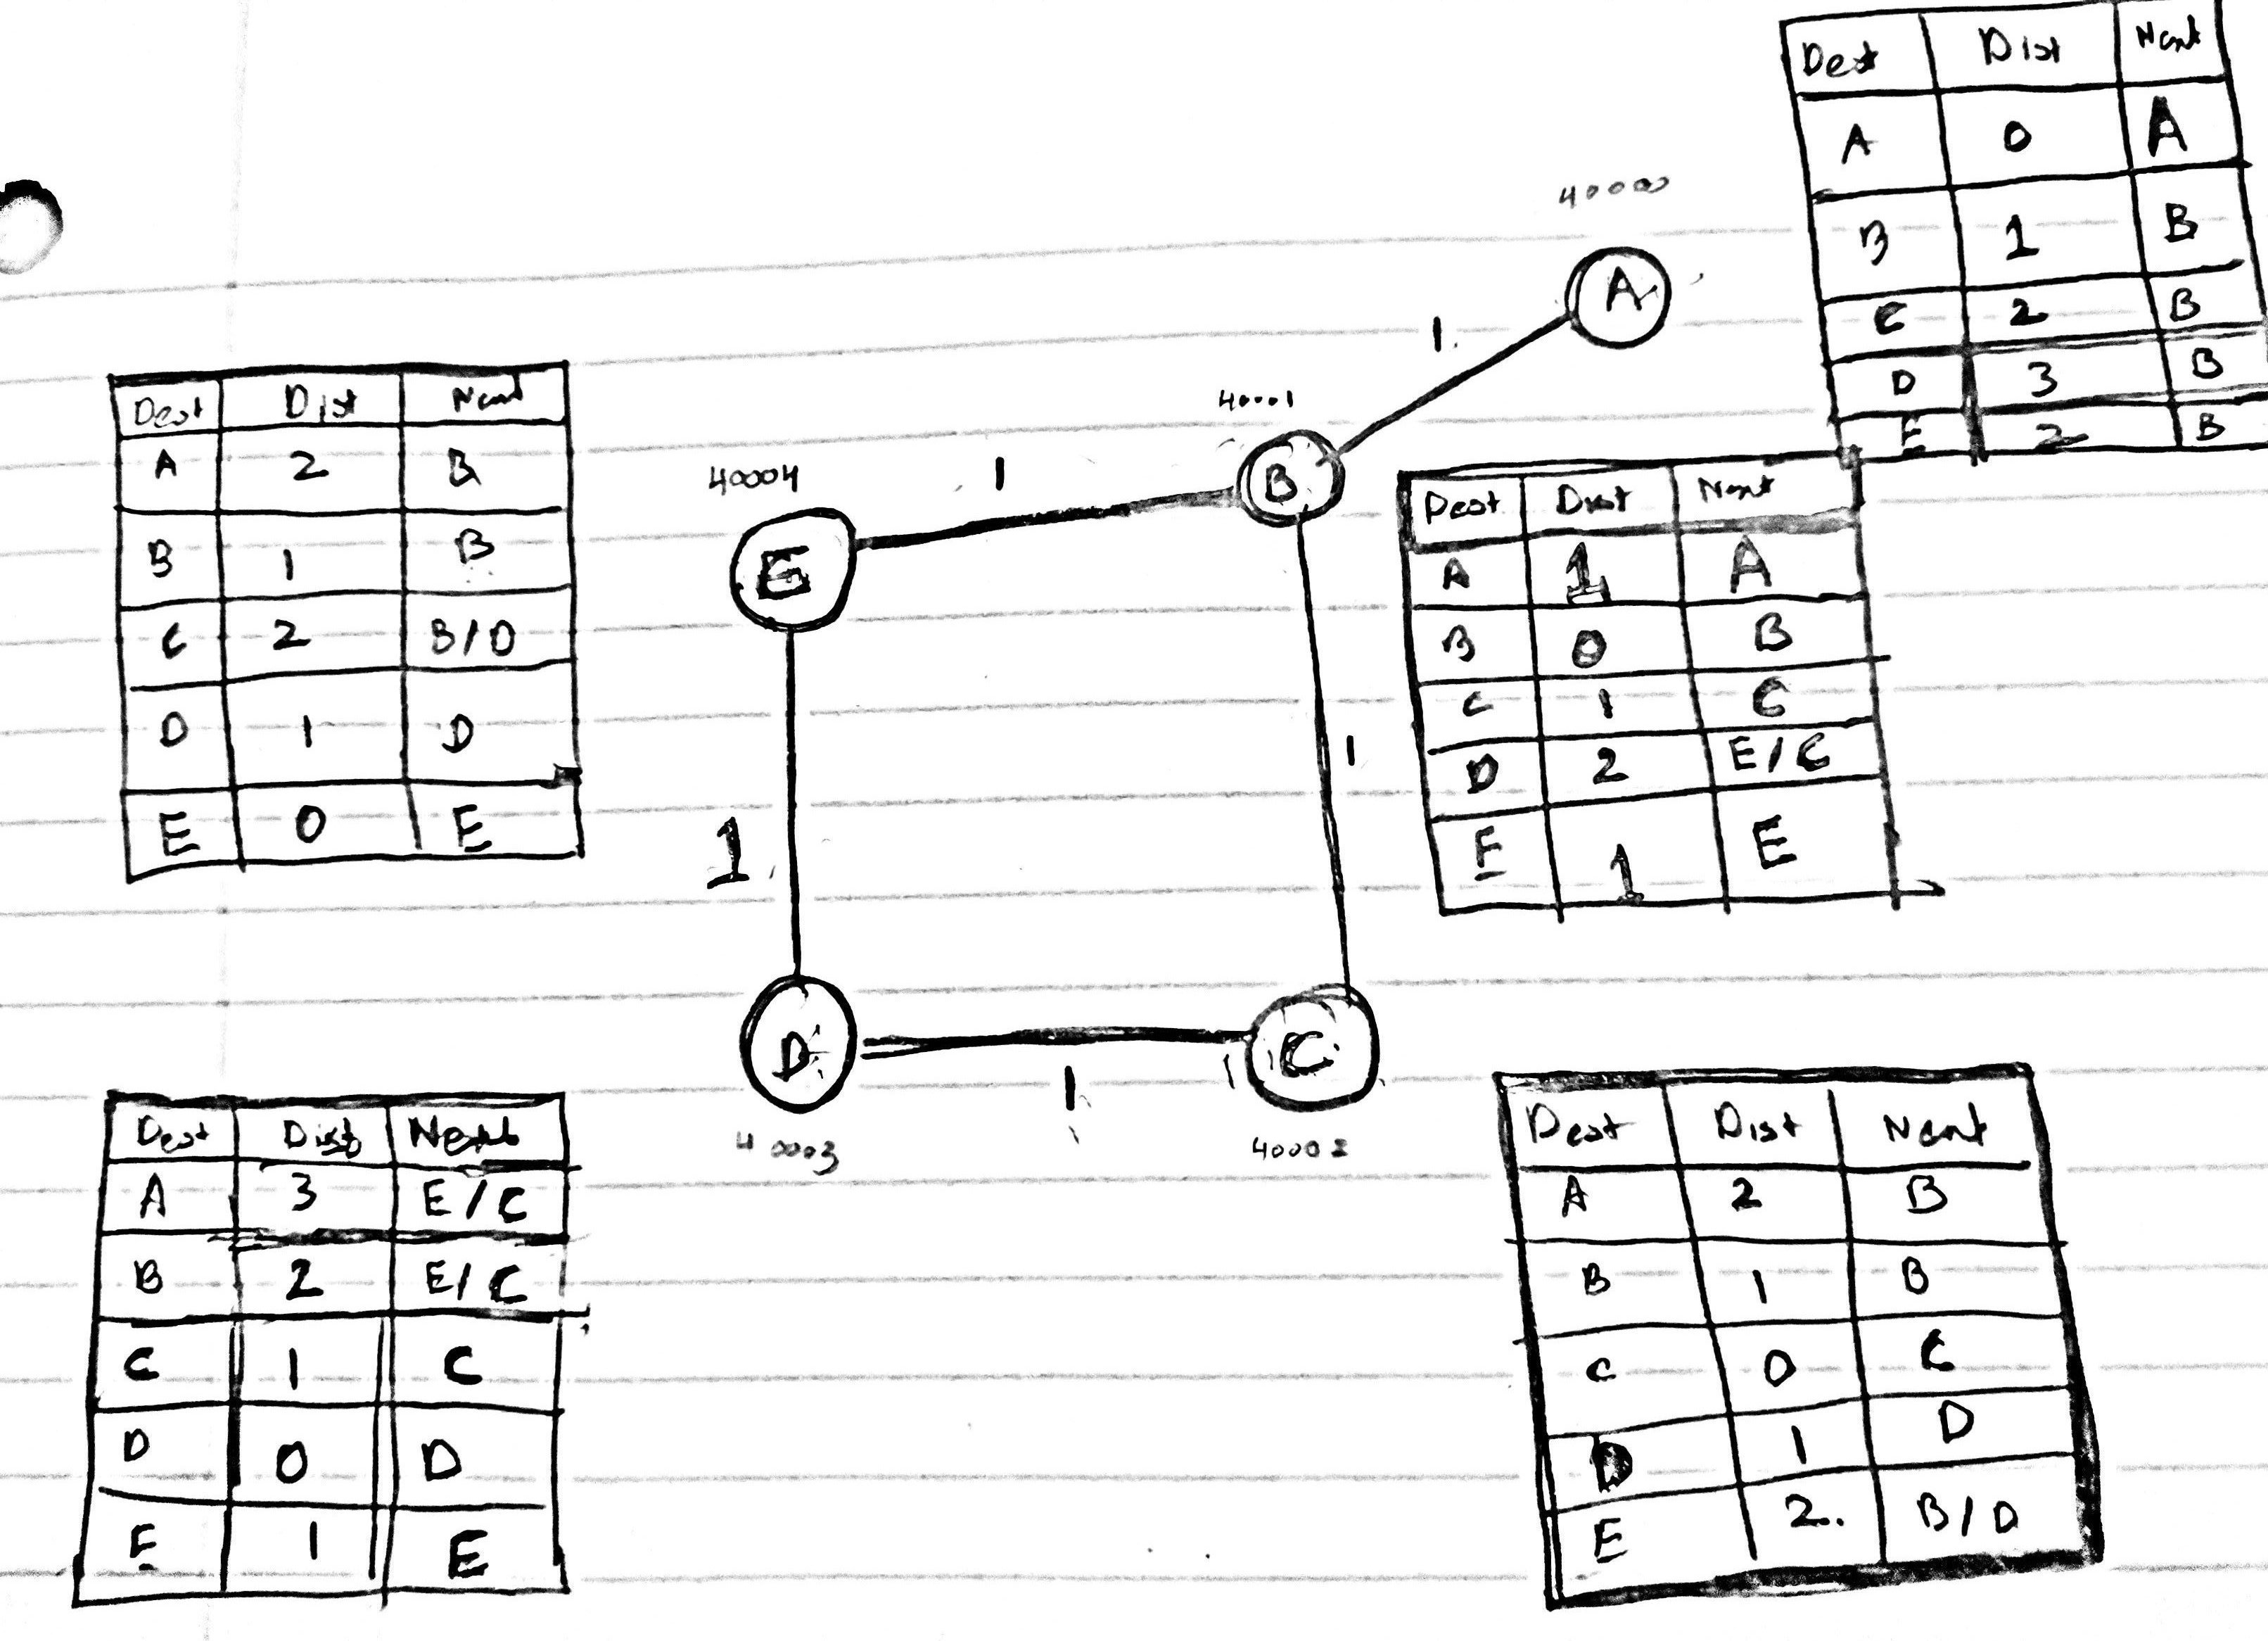 Dest Dist Next
A 0 A
B 1 B
C 2 B
D 3 B
E 2 B
40000
A
1
40001
B
1
40004
E
Dest Dist Next
A 2 B
B 1 B
C 2 B/D
D 1 D
E 0 E
Dest Dist Next
A 1 A
B 0 B
C 1 C
D 2 E/C
E 1 E
1
1
D
C
1
40003
40002
Dest Dist Next
A 3 E/C
B 2 E/C
C 1 C
D 0 D
E 1 E
Dest Dist Next
A 2 B
B 1 B
C 0 C
D 1 D
E 2. B/D